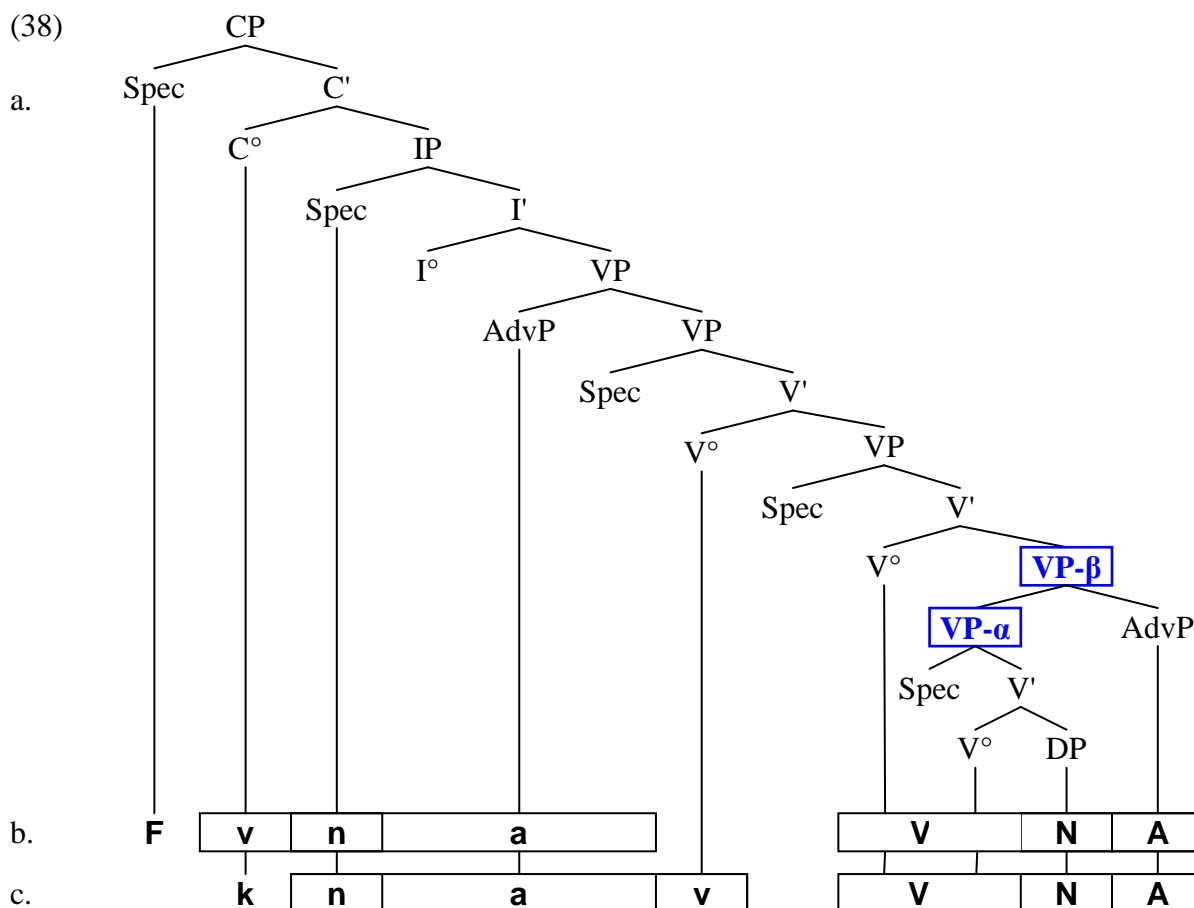 (38) CP
Spec C'
a.
C° IP
Spec I'
I° VP
AdvP VP
Spec V'
V° VP
Spec V'
V° VP-β
VP-α AdvP
Spec V'
V° DP
b. F v n a V N A
c. k n a v V N A